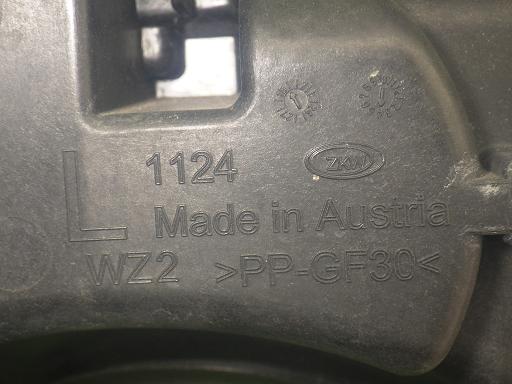 L 1124 ZKW
Made in Austria
WZ2 >PP-GF30<